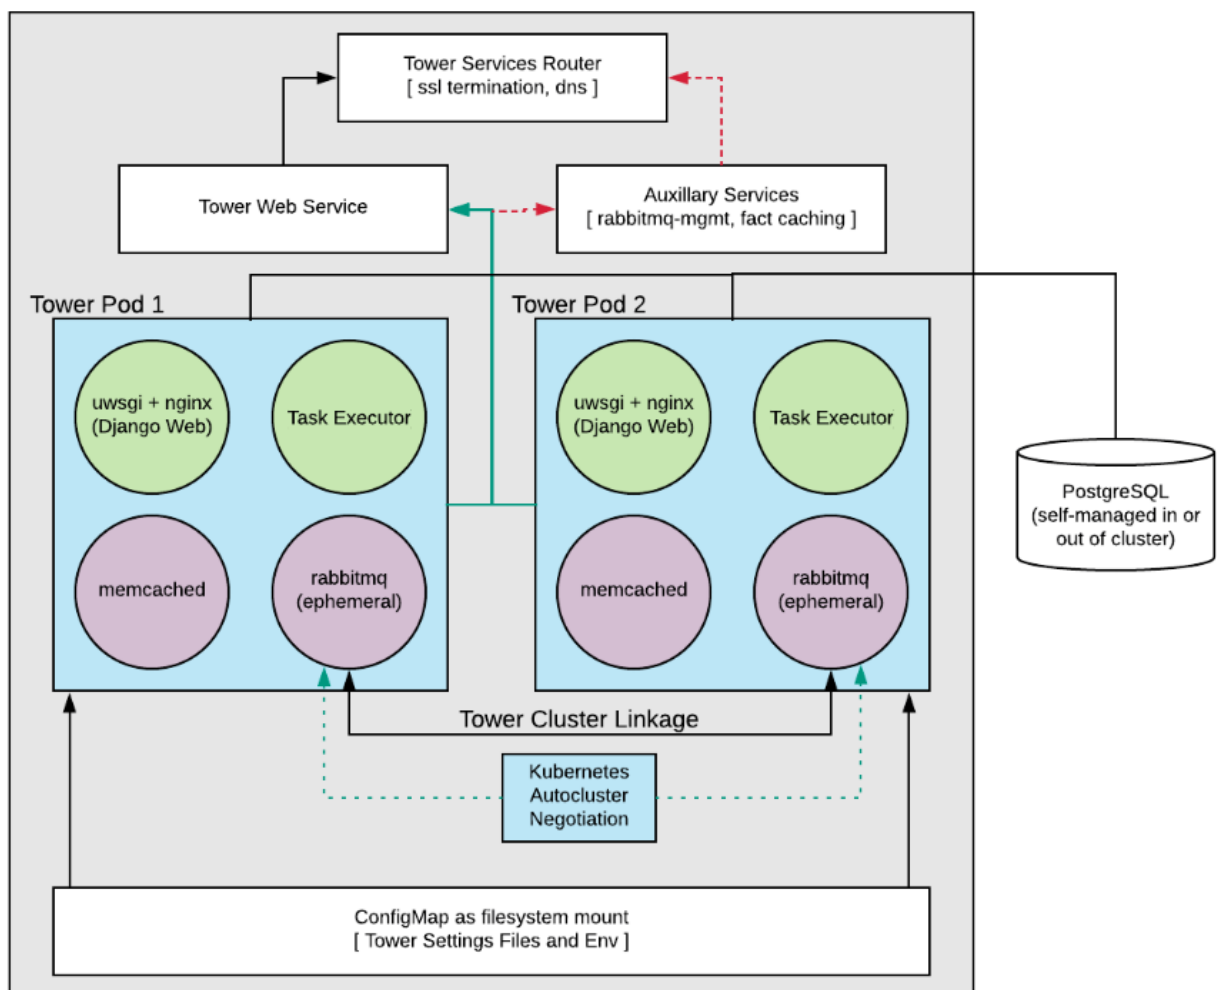 Tower Services Router
[ ssl termination, dns ]
Tower Web Service
Auxillary Services
[ rabbitmq-mgmt, fact caching ]
Tower Pod 1
Tower Pod 2
uwsgi + nginx
(Django Web)
Task Executor
uwsgi + nginx
(Django Web)
Task Executor
PostgreSQL
(self-managed in or
out of cluster)
memcached
rabbitmq
(ephemeral)
memcached
rabbitmq
(ephemeral)
Tower Cluster Linkage
Kubernetes
Autocluster
Negotiation
ConfigMap as filesystem mount
[ Tower Settings Files and Env ]